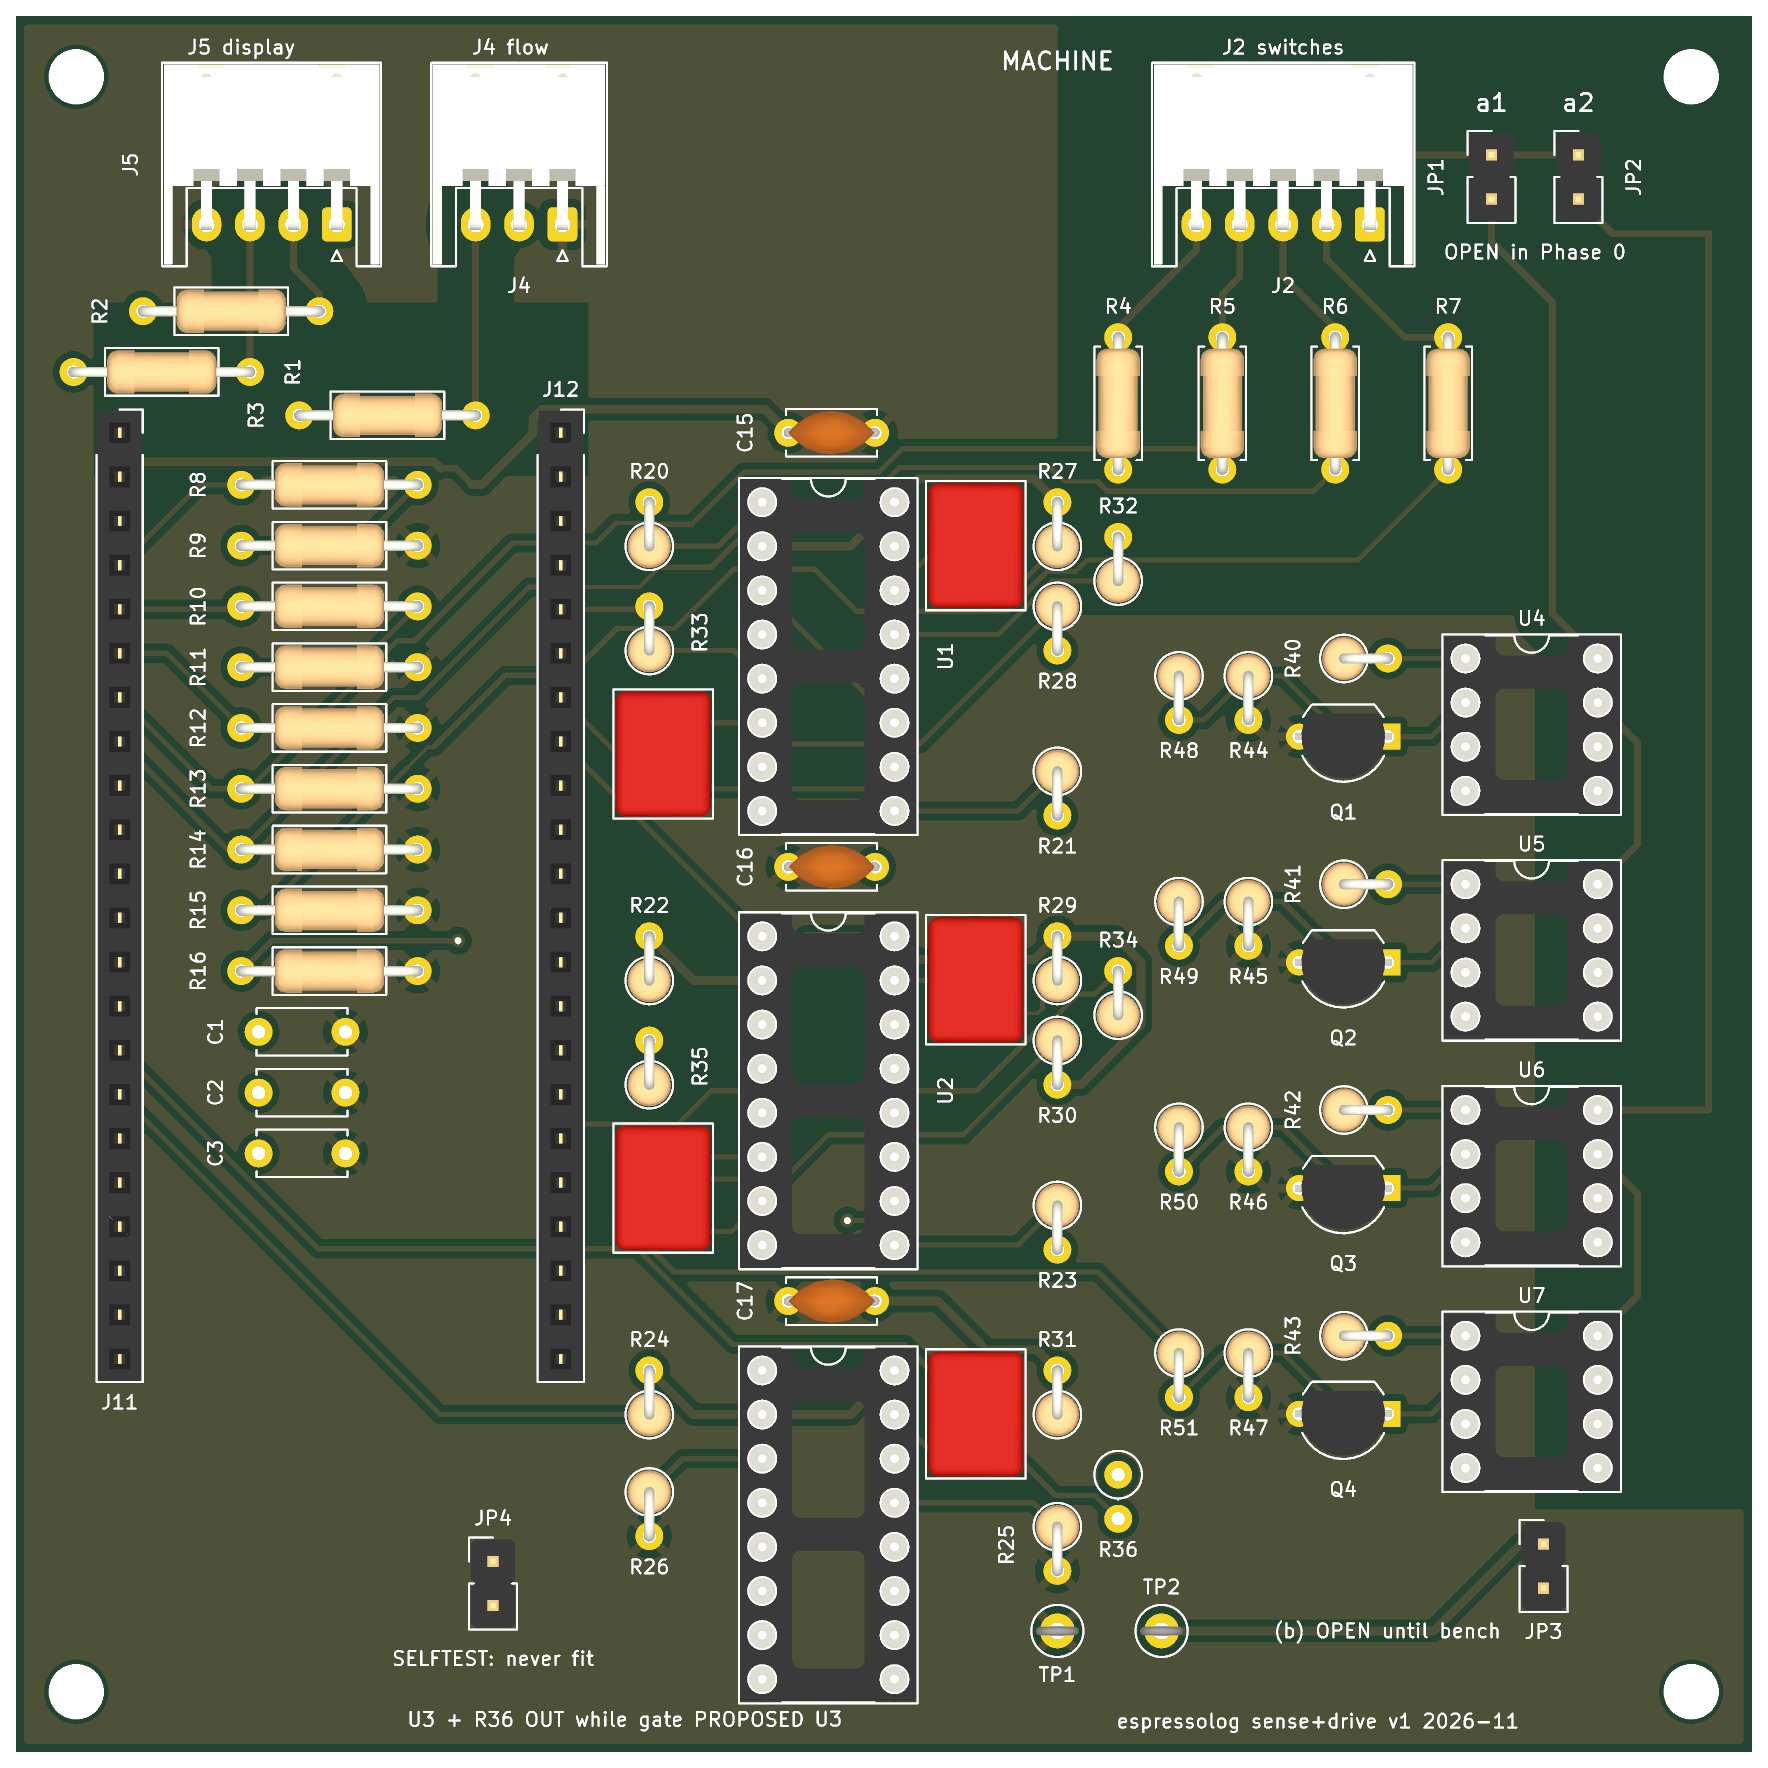 J5 display
J4 flow
MACHINE
J2 switches
a1
a2
J5
JP1
JP2
OPEN in Phase 0
J4
J2
R2
R4
R5
R6
R7
R1
J12
R3
C15
R8
R20
R27
R32
R9
R10
R33
U1
U4
R11
R28
R40
R12
R48
R44
R13
Q1
R14
C16
R21
U5
R15
R22
R29
R41
R16
R34
R49
R45
C1
Q2
C2
R35
U2
U6
R30
R42
C3
R50
R46
Q3
R23
C17
U7
R24
R31
R43
J11
R51
R47
Q4
JP4
R25
R36
R26
TP2
(b) OPEN until bench
JP3
SELFTEST: never fit
TP1
U3 + R36 OUT while gate PROPOSED U3
espressolog sense+drive v1 2026-11